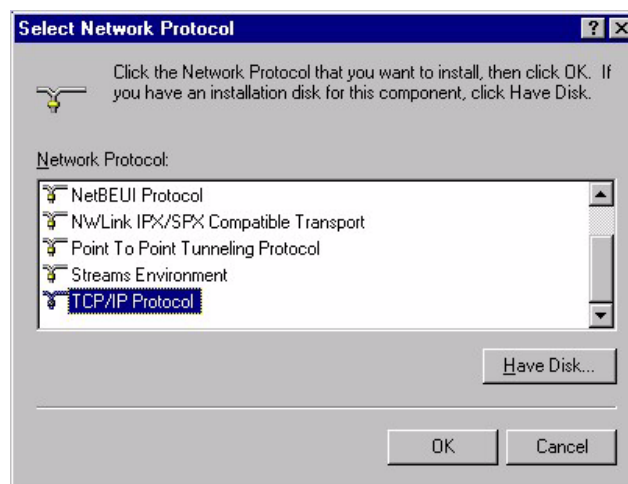 Select Network Protocol
Click the Network Protocol that you want to install, then click OK. If
you have an installation disk for this component, click Have Disk.
Network Protocol:
NetBEUI Protocol
NWLink IPX/SPX Compatible Transport
Point To Point Tunneling Protocol
Streams Environment
TCP/IP Protocol
Have Disk...
OK
Cancel